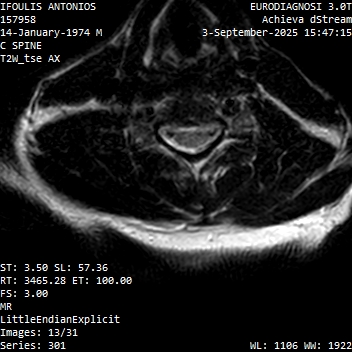 IFOULIS ANTONIOS
157958
14-January-1974 M
C SPINE
T2W_tse AX
EURODIAGNOSI 3.0T
Achieva dStream
3-September-2025 15:47:15
ST: 3.50 SL: 57.36
RT: 3465.28 ET: 100.00
FS: 3.00
MR
LittleEndianExplicit
Images: 13/31
Series: 301
WL: 1106 WW: 1922